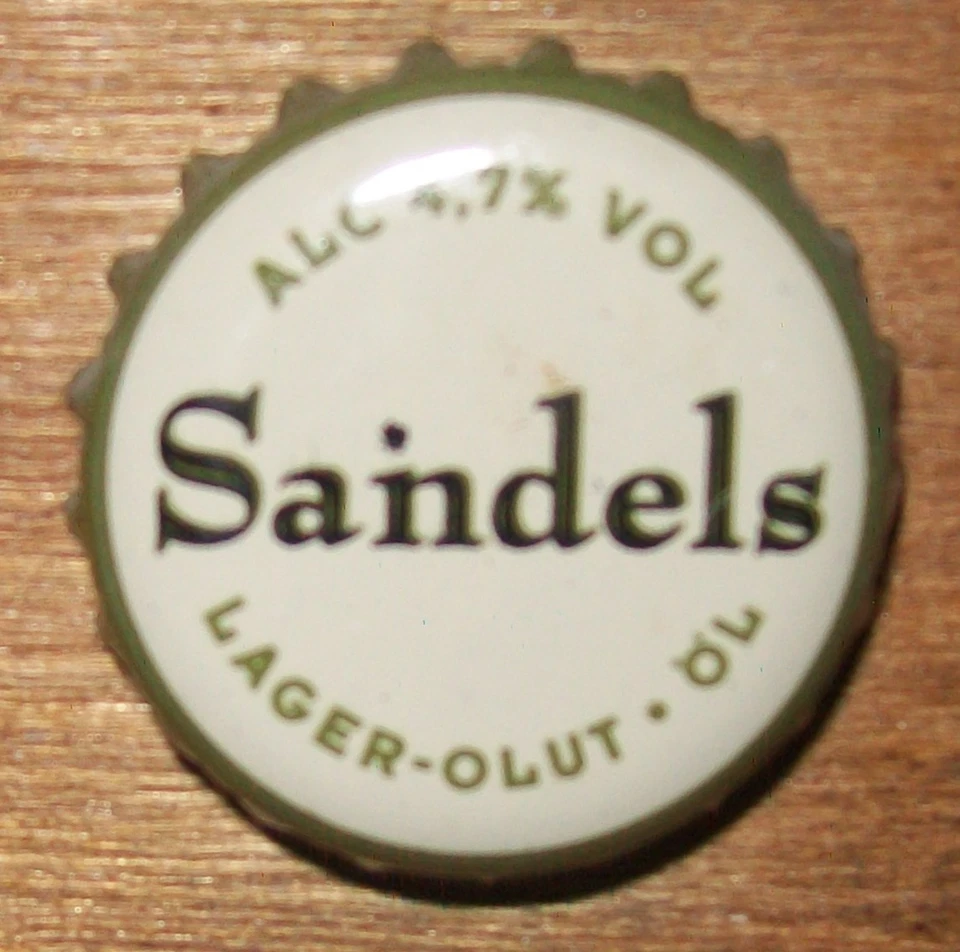 ALC 4,7% VOL
Sandels
LAGER-OLUT • ÖL